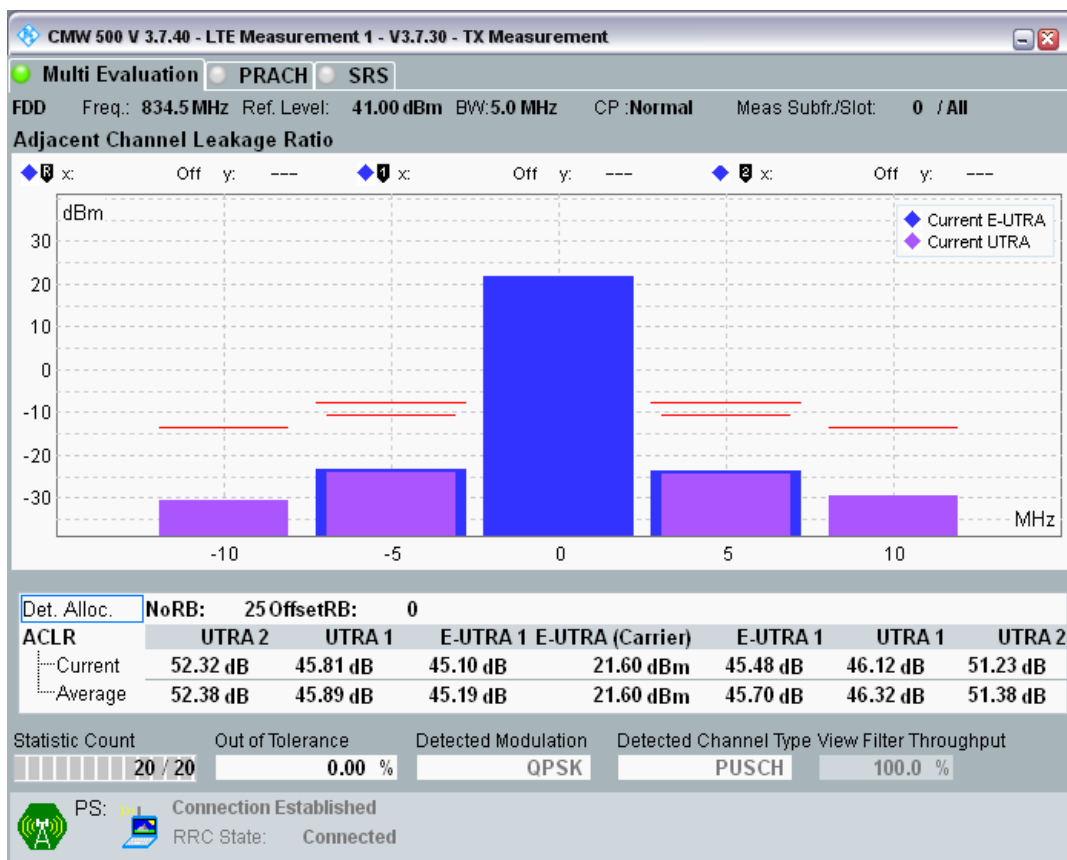 CMW 500 V 3.7.40 - LTE Measurement 1 - V3.7.30 - TX Measurement
Multi Evaluation PRACH SRS
FDD Freq.: 834.5 MHz Ref. Level: 41.00 dBm BW:5.0 MHz CP :Normal Meas Subfr./Slot: 0 / All
Adjacent Channel Leakage Ratio
R x: Off y: --- 1 x: Off y: --- 2 x: Off y: ---
dBm
Current E-UTRA
Current UTRA
30
20
10
0
-10
-20
-30
MHz
-10 -5 0 5 10
Det. Alloc. NoRB: 25 OffsetRB: 0
ACLR UTRA 2 UTRA 1 E-UTRA 1 E-UTRA (Carrier) E-UTRA 1 UTRA 1 UTRA 2
Current 52.32 dB 45.81 dB 45.10 dB 21.60 dBm 45.48 dB 46.12 dB 51.23 dB
Average 52.38 dB 45.89 dB 45.19 dB 21.60 dBm 45.70 dB 46.32 dB 51.38 dB
Statistic Count Out of Tolerance Detected Modulation Detected Channel Type View Filter Throughput
20 / 20 0.00 % QPSK PUSCH 100.0 %
PS: Connection Established
RRC State: Connected